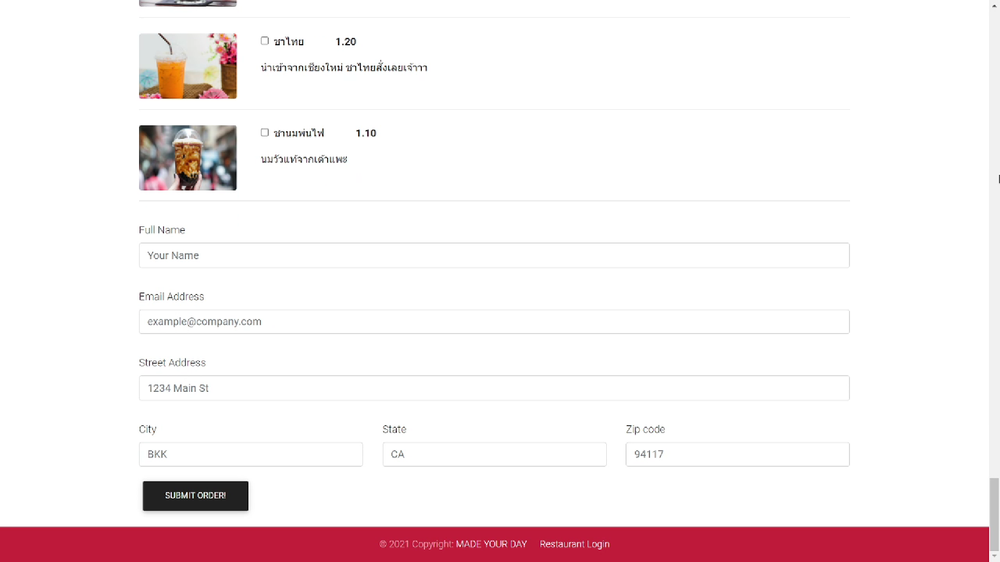 ชาไทย 1.20
นำเข้าจากเชียงใหม่ ชาไทยสั่งเลยเจ้าาา
ชานมพ่นไฟ 1.10
นมวัวแท้จากเต้าแพะ
Full Name
Your Name
Email Address
example@company.com
Street Address
1234 Main St
City State Zip code
BKK CA 94117
SUBMIT ORDER!
© 2021 Copyright: MADE YOUR DAY Restaurant Login